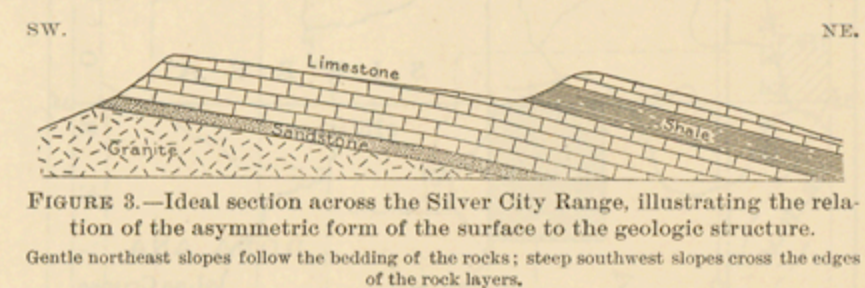 SW.
NE.
Limestone
Shale
Sandstone
Granite
FIGURE 3.—Ideal section across the Silver City Range, illustrating the rela-
tion of the asymmetric form of the surface to the geologic structure.
Gentle northeast slopes follow the bedding of the rocks; steep southwest slopes cross the edges
of the rock layers.